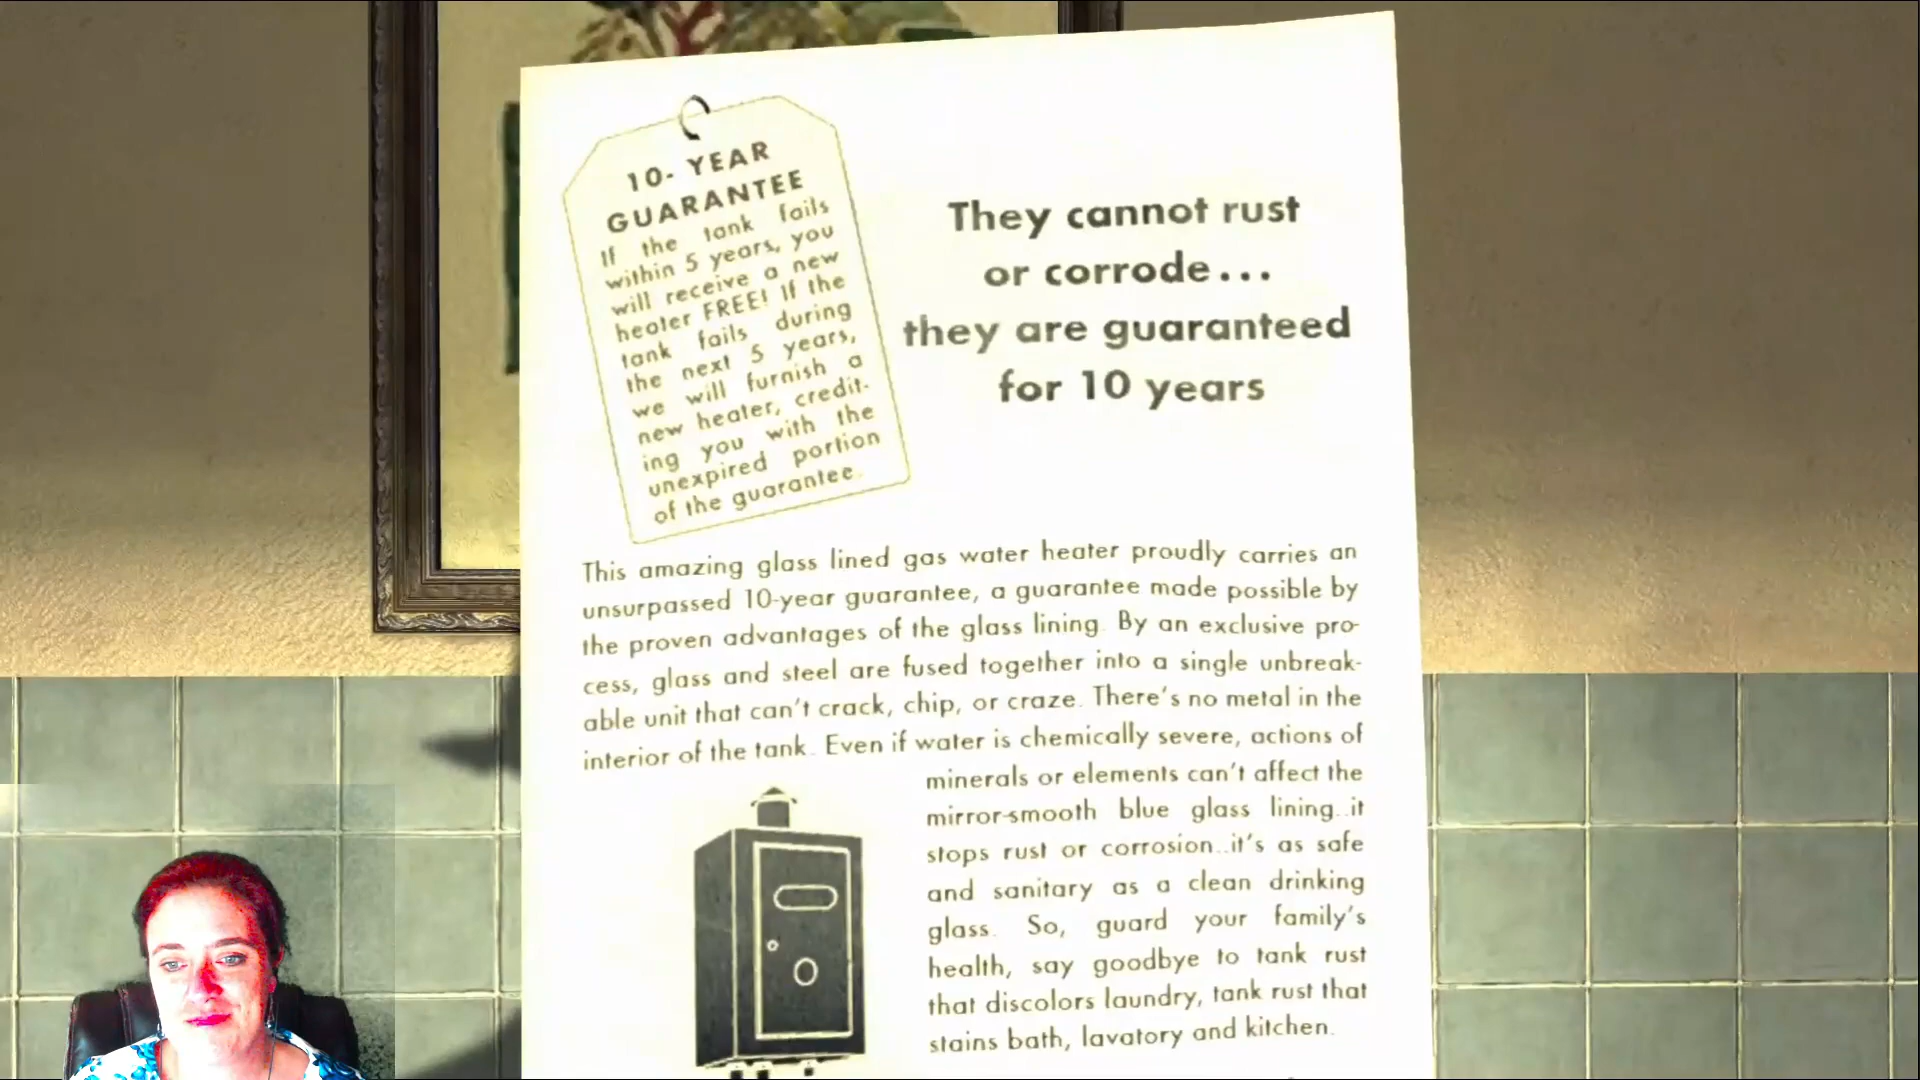 10- YEAR
GUARANTEE
If the tank fails
within 5 years, you
will receive a new
heater FREE! If the
tank fails during
the next 5 years,
we will furnish a
new heater, credit-
ing you with the
unexpired portion
of the guarantee.
They cannot rust
or corrode...
they are guaranteed
for 10 years
This amazing glass lined gas water heater proudly carries an
unsurpassed 10-year guarantee, a guarantee made possible by
the proven advantages of the glass lining. By an exclusive pro-
cess, glass and steel are fused together into a single unbreak-
able unit that can't crack, chip, or craze. There's no metal in the
interior of the tank. Even if water is chemically severe, actions of
minerals or elements can't affect the
mirror-smooth blue glass lining..it
stops rust or corrosion..it's as safe
and sanitary as a clean drinking
glass. So, guard your family's
health, say goodbye to tank rust
that discolors laundry, tank rust that
stains bath, lavatory and kitchen.